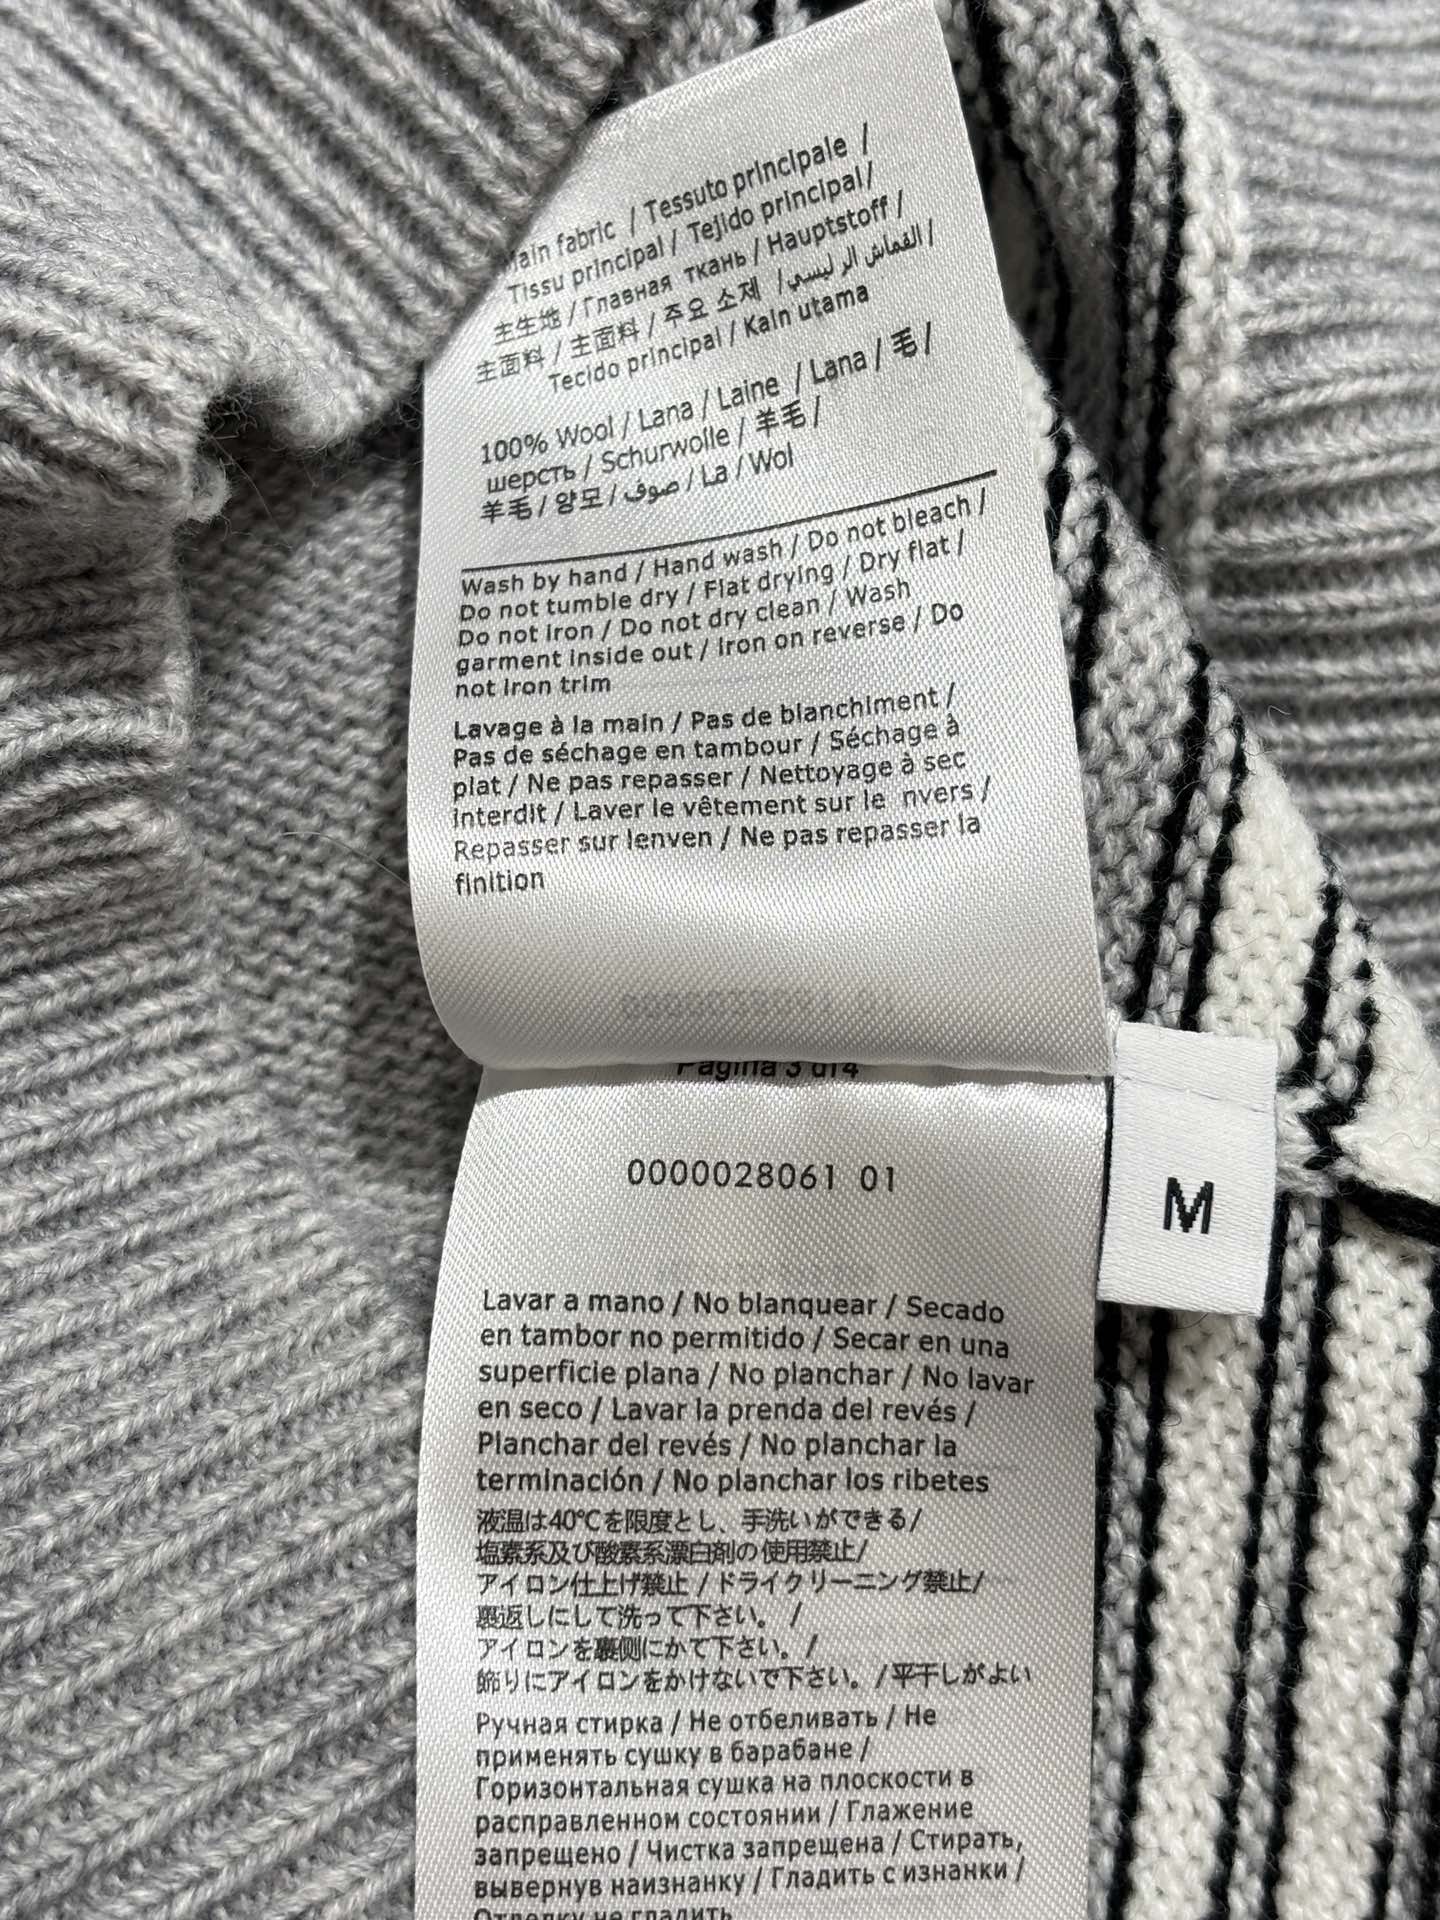 ain fabric / Tessuto principale /
Tissu principal / Tejido principal/
主生地 / Главная ткань / Hauptstoff /
主面料 / 主面料 / 주요 소재 / القماش الرئيسي /
Tecido principal / Kain utama
100% Wool / Lana / Laine / Lana / 毛 /
шерсть / Schurwolle / 羊毛 /
羊毛 / 양모 / صوف / La / Wol
Wash by hand / Hand wash / Do not bleach /
Do not tumble dry / Flat drying / Dry flat /
Do not iron / Do not dry clean / Wash
garment inside out / Iron on reverse / Do
not iron trim
Lavage à la main / Pas de blanchiment /
Pas de séchage en tambour / Séchage à
plat / Ne pas repasser / Nettoyage à sec
interdit / Laver le vêtement sur le nvers /
Repasser sur lenven / Ne pas repasser la
finition
Pagina 3 di 4
0000028061 01
M
Lavar a mano / No blanquear / Secado
en tambor no permitido / Secar en una
superficie plana / No planchar / No lavar
en seco / Lavar la prenda del revés /
Planchar del revés / No planchar la
terminación / No planchar los ribetes
液温は40℃を限度とし、手洗いができる/
塩素系及び酸素系漂白剤の使用禁止/
アイロン仕上げ禁止 / ドライクリーニング禁止/
裏返しにして洗って下さい。 /
アイロンを裏側にかて下さい。 /
飾りにアイロンをかけないで下さい。 / 平干しがよい
Ручная стирка / Не отбеливать / Не
применять сушку в барабане /
Горизонтальная сушка на плоскости в
расправленном состоянии / Глажение
запрещено / Чистка запрещена / Стирать,
вывернув наизнанку / Гладить с изнанки /
Отделку не гладить